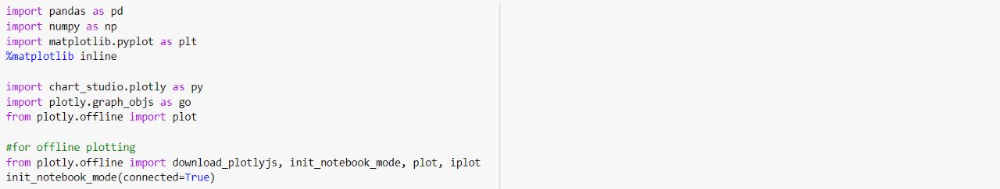 import pandas as pd
import numpy as np
import matplotlib.pyplot as plt
%matplotlib inline
import chart_studio.plotly as py
import plotly.graph_objs as go
from plotly.offline import plot
#for offline plotting
from plotly.offline import download_plotlyjs, init_notebook_mode, plot, iplot
init_notebook_mode(connected=True)